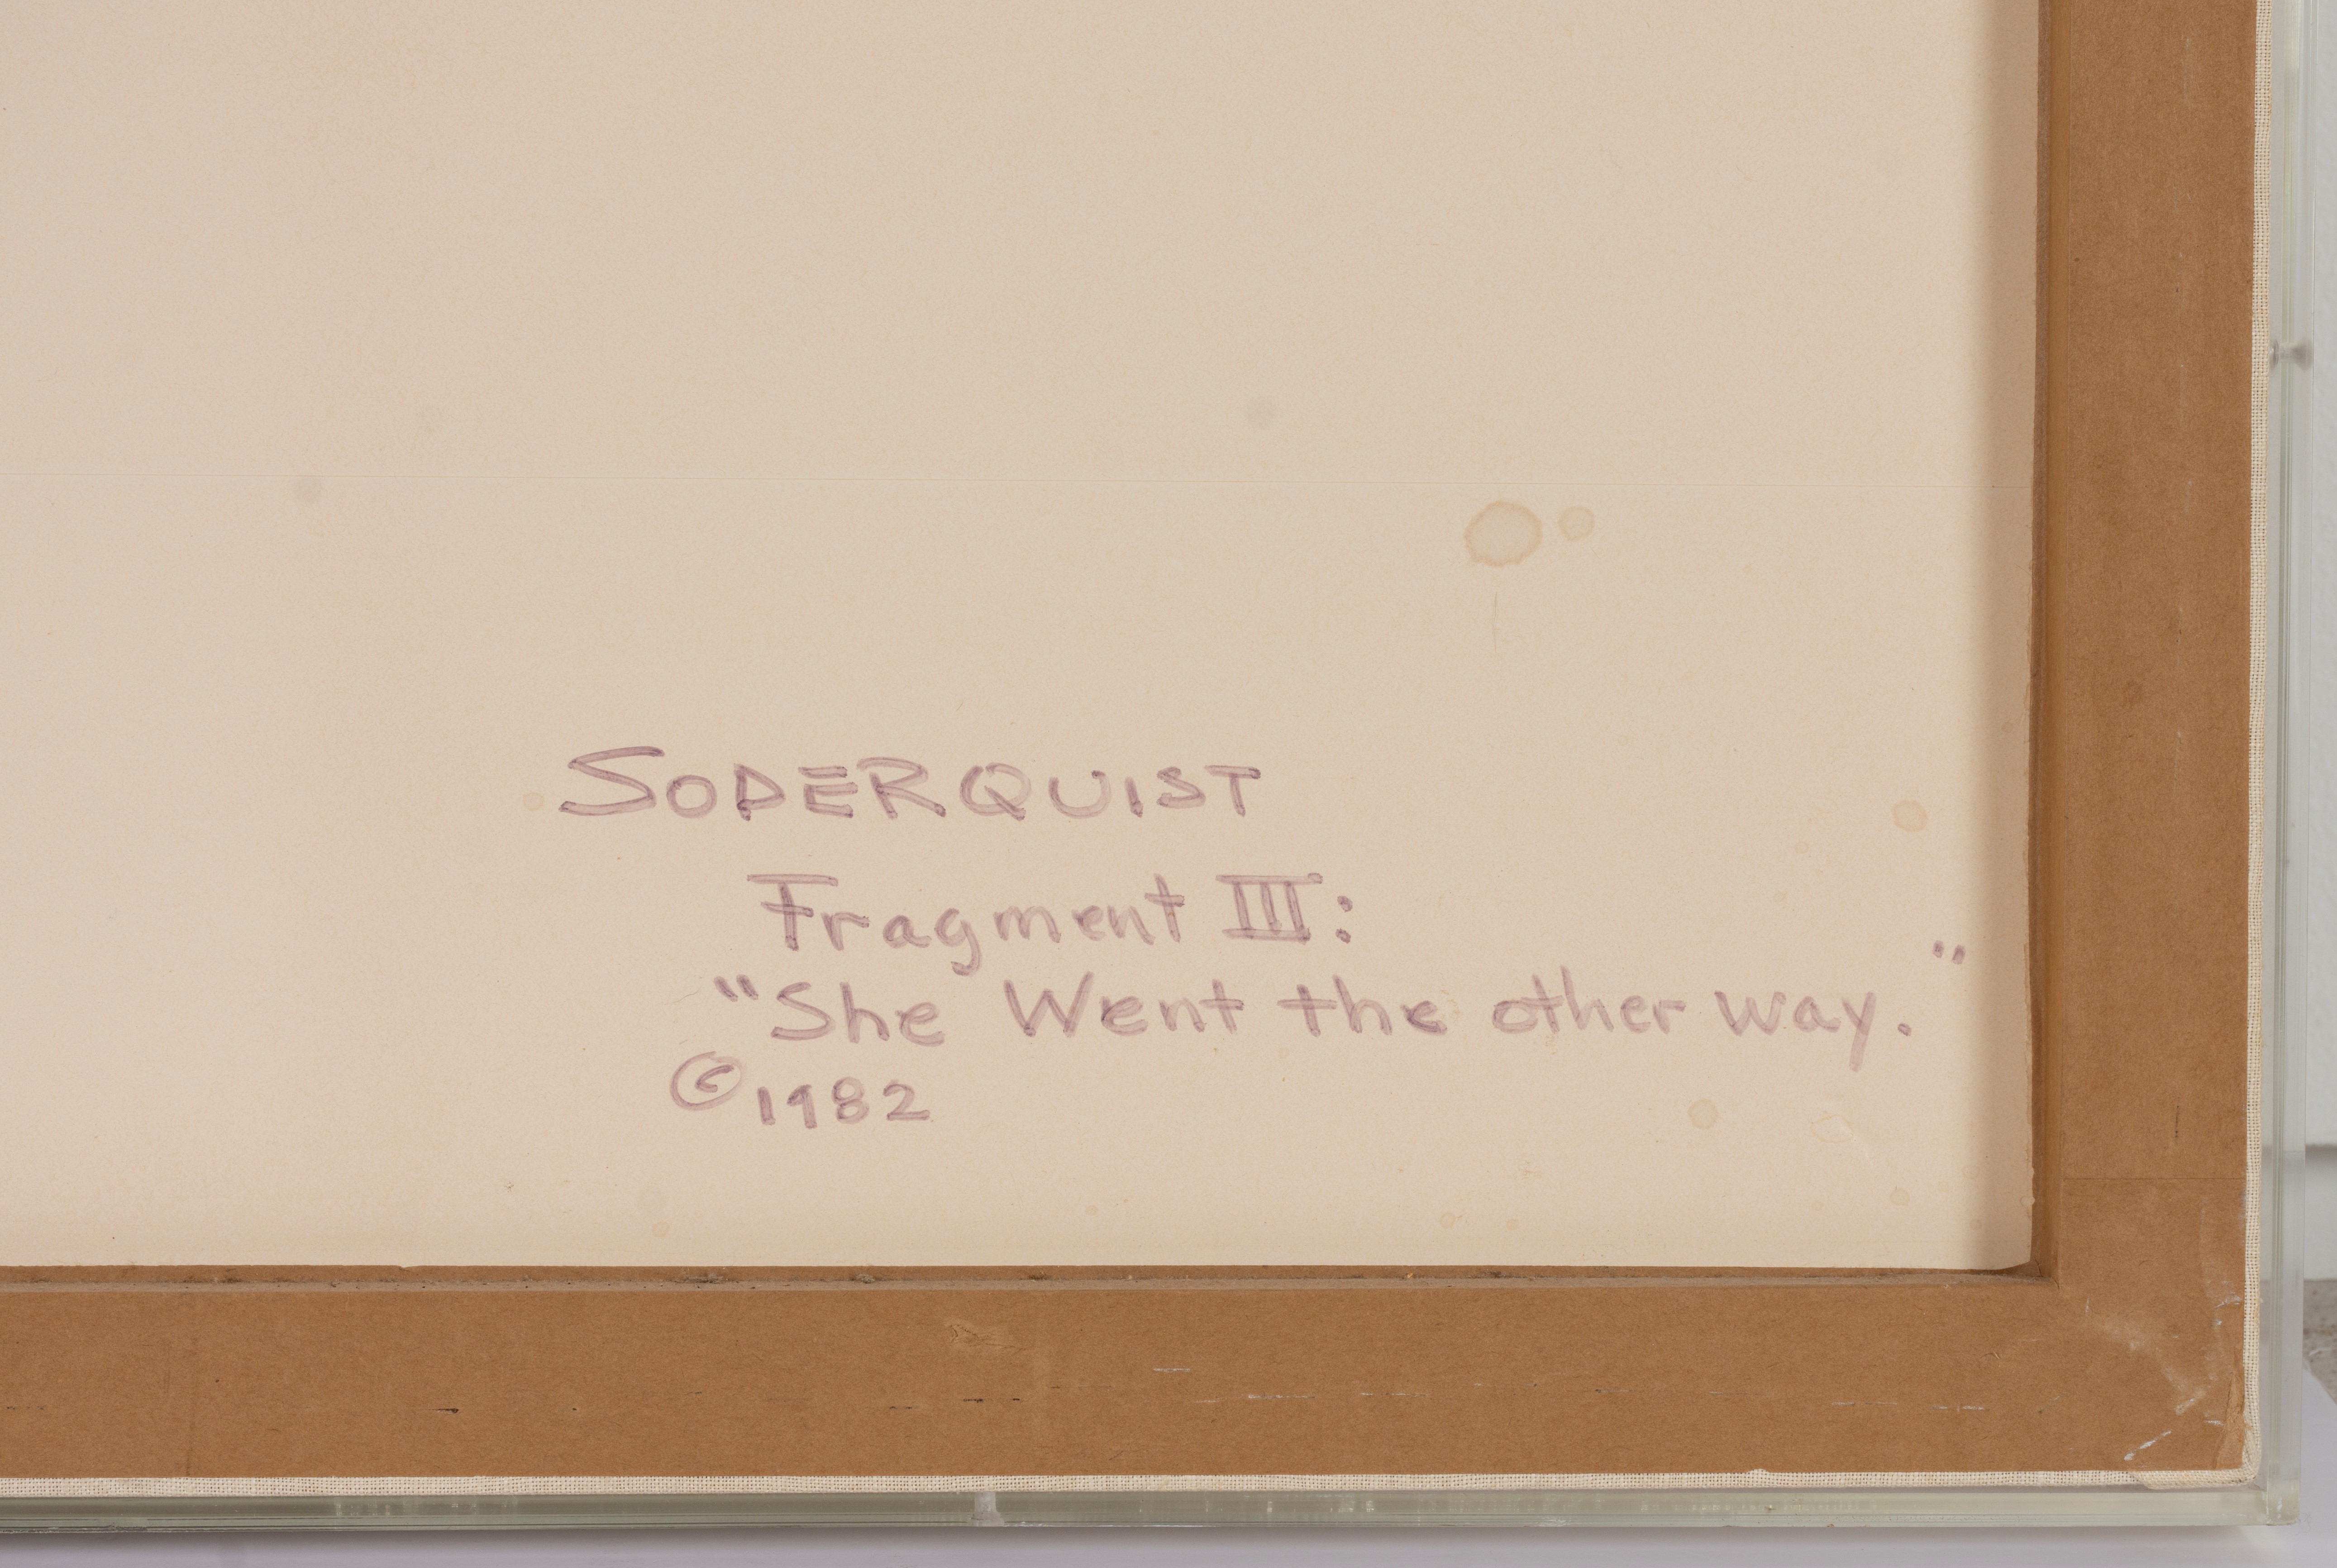 SODERQUIST
Fragment III:
"She Went the other way."
©1982